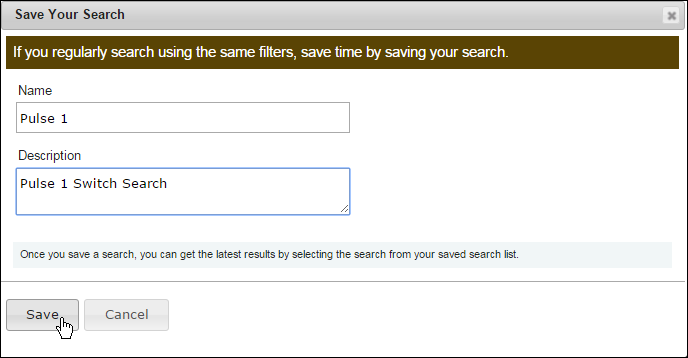 Save Your Search
If you regularly search using the same filters, save time by saving your search.
Name
Pulse 1
Description
Pulse 1 Switch Search
Once you save a search, you can get the latest results by selecting the search from your saved search list.
Save Cancel